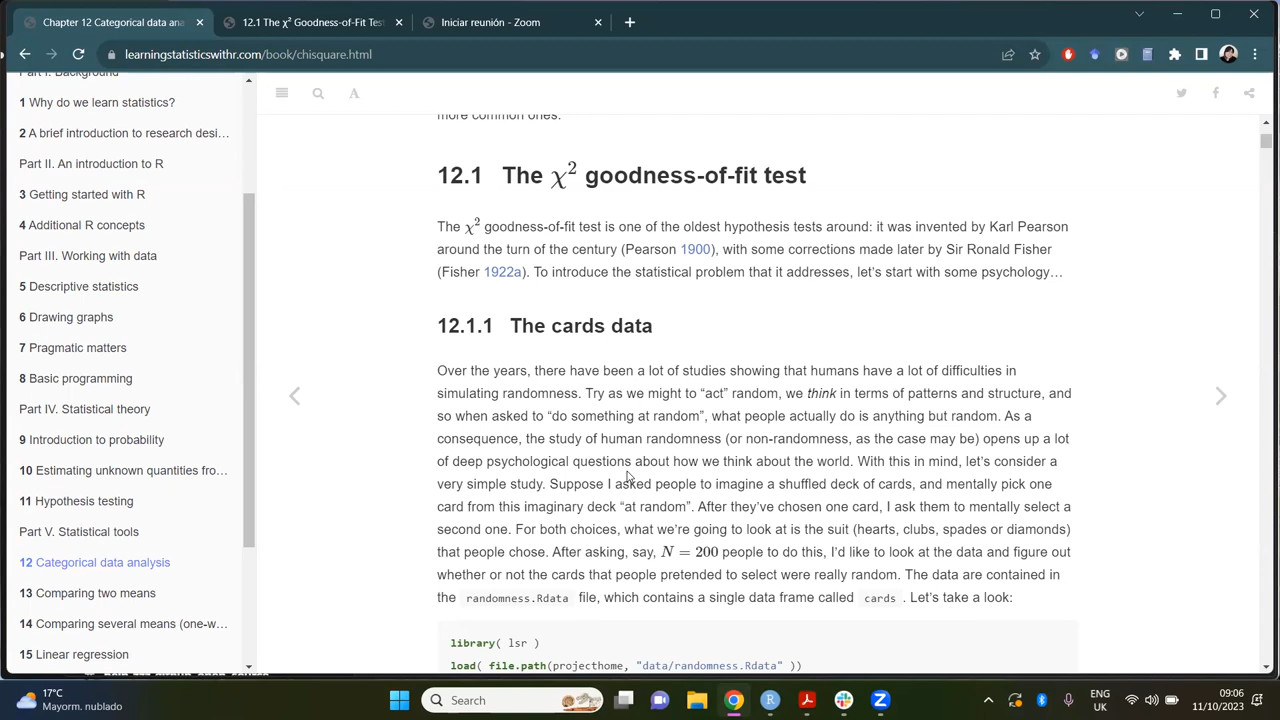 Chapter 12 Categorical data ana
12.1 The χ² Goodness-of-Fit Test
Iniciar reunión - Zoom
learningstatisticswithr.com/book/chisquare.html
Part I. Background
1 Why do we learn statistics?
2 A brief introduction to research desi…
Part II. An introduction to R
3 Getting started with R
4 Additional R concepts
Part III. Working with data
5 Descriptive statistics
6 Drawing graphs
7 Pragmatic matters
8 Basic programming
Part IV. Statistical theory
9 Introduction to probability
10 Estimating unknown quantities fro…
11 Hypothesis testing
Part V. Statistical tools
12 Categorical data analysis
13 Comparing two means
14 Comparing several means (one-w…
15 Linear regression
A
more common ones.
12.1 The χ² goodness-of-fit test
The χ² goodness-of-fit test is one of the oldest hypothesis tests around: it was invented by Karl Pearson
around the turn of the century (Pearson 1900), with some corrections made later by Sir Ronald Fisher
(Fisher 1922a). To introduce the statistical problem that it addresses, let's start with some psychology…
12.1.1 The cards data
Over the years, there have been a lot of studies showing that humans have a lot of difficulties in
simulating randomness. Try as we might to “act” random, we think in terms of patterns and structure, and
so when asked to “do something at random”, what people actually do is anything but random. As a
consequence, the study of human randomness (or non-randomness, as the case may be) opens up a lot
of deep psychological questions about how we think about the world. With this in mind, let's consider a
very simple study. Suppose I asked people to imagine a shuffled deck of cards, and mentally pick one
card from this imaginary deck “at random”. After they've chosen one card, I ask them to mentally select a
second one. For both choices, what we're going to look at is the suit (hearts, clubs, spades or diamonds)
that people chose. After asking, say, N = 200 people to do this, I'd like to look at the data and figure out
whether or not the cards that people pretended to select were really random. The data are contained in
the randomness.Rdata file, which contains a single data frame called cards . Let's take a look:
library( lsr )
load( file.path(projecthome, "data/randomness.Rdata" ))
17°C
Mayorm. nublado
Search
ENG
UK
09:06
11/10/2023